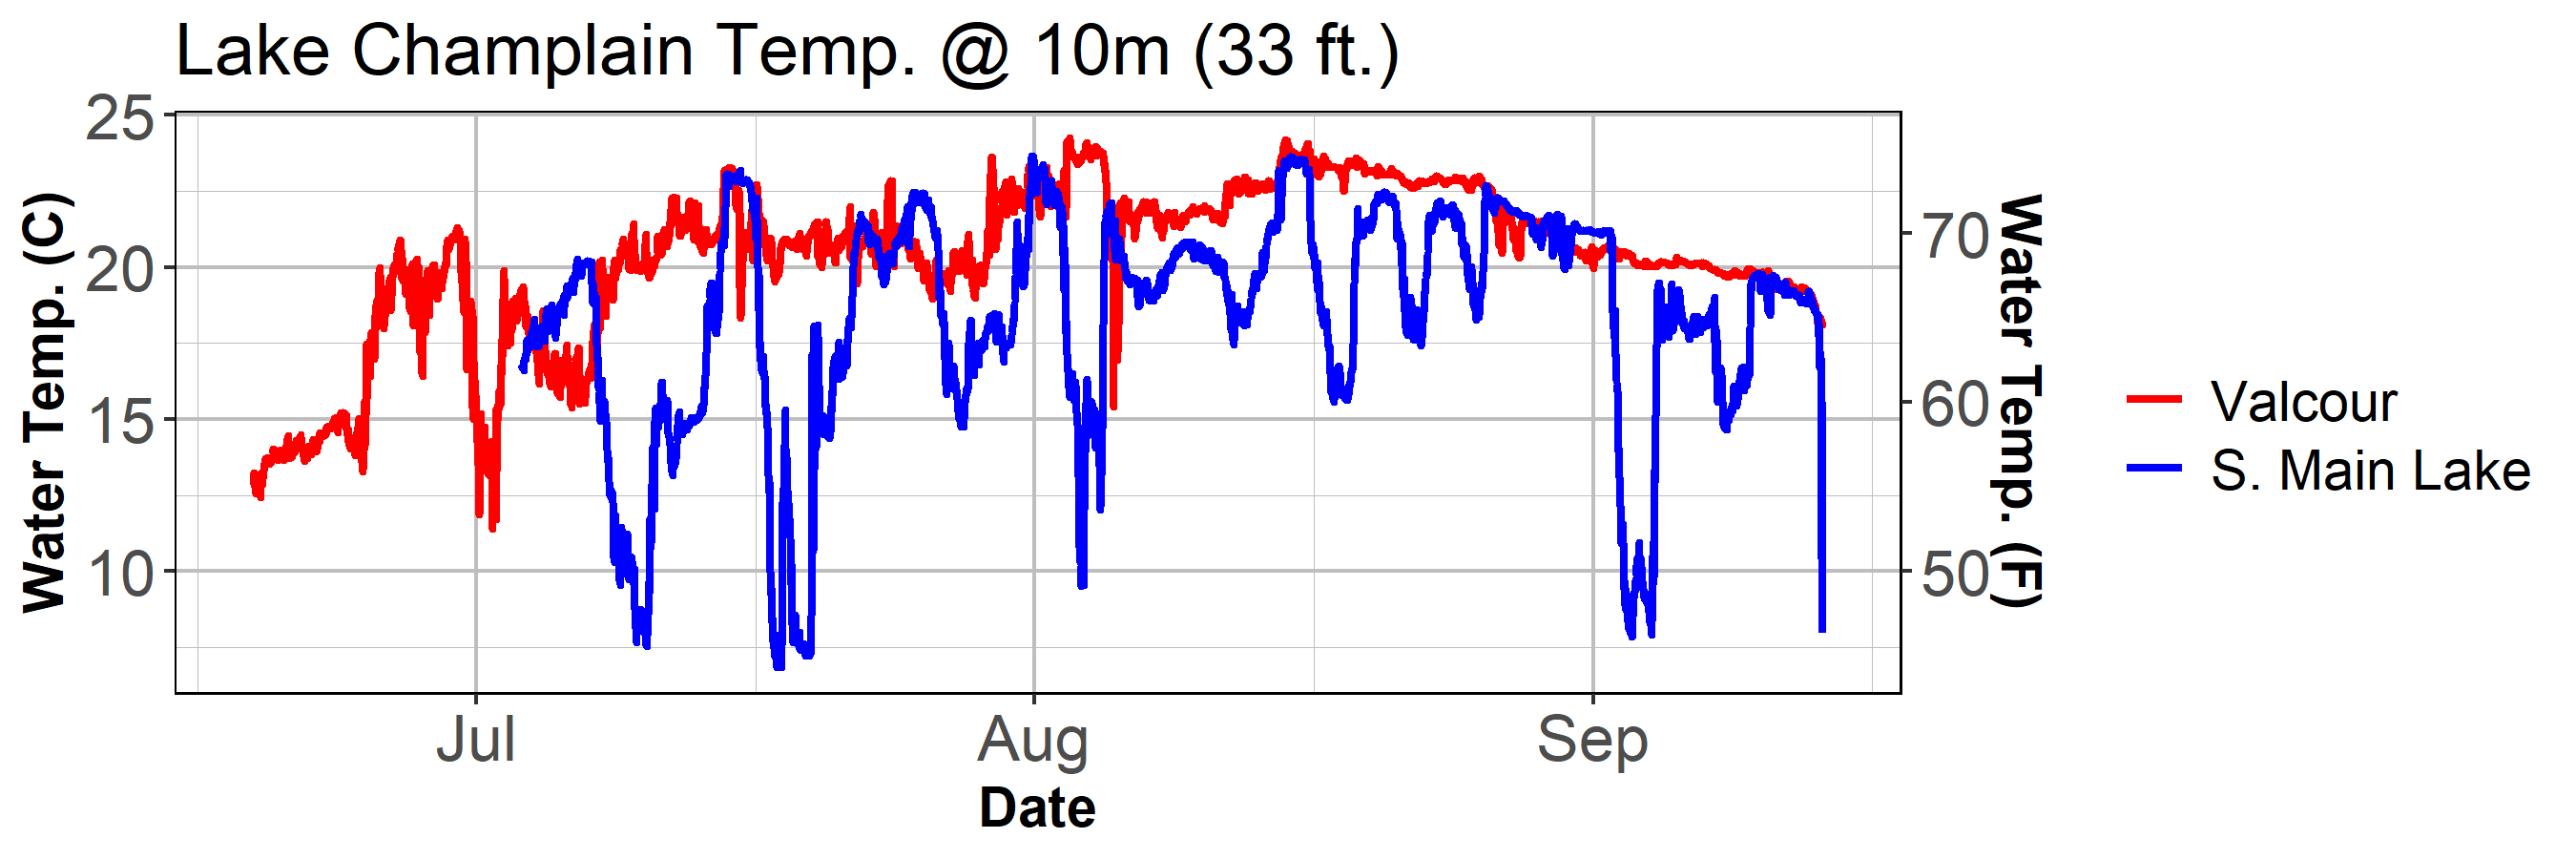 Lake Champlain Temp. @ 10m (33 ft.)
Water Temp. (C)
25
20
15
10
Water Temp. (F)
70
60
50
Jul Aug Sep
Date
Valcour
S. Main Lake